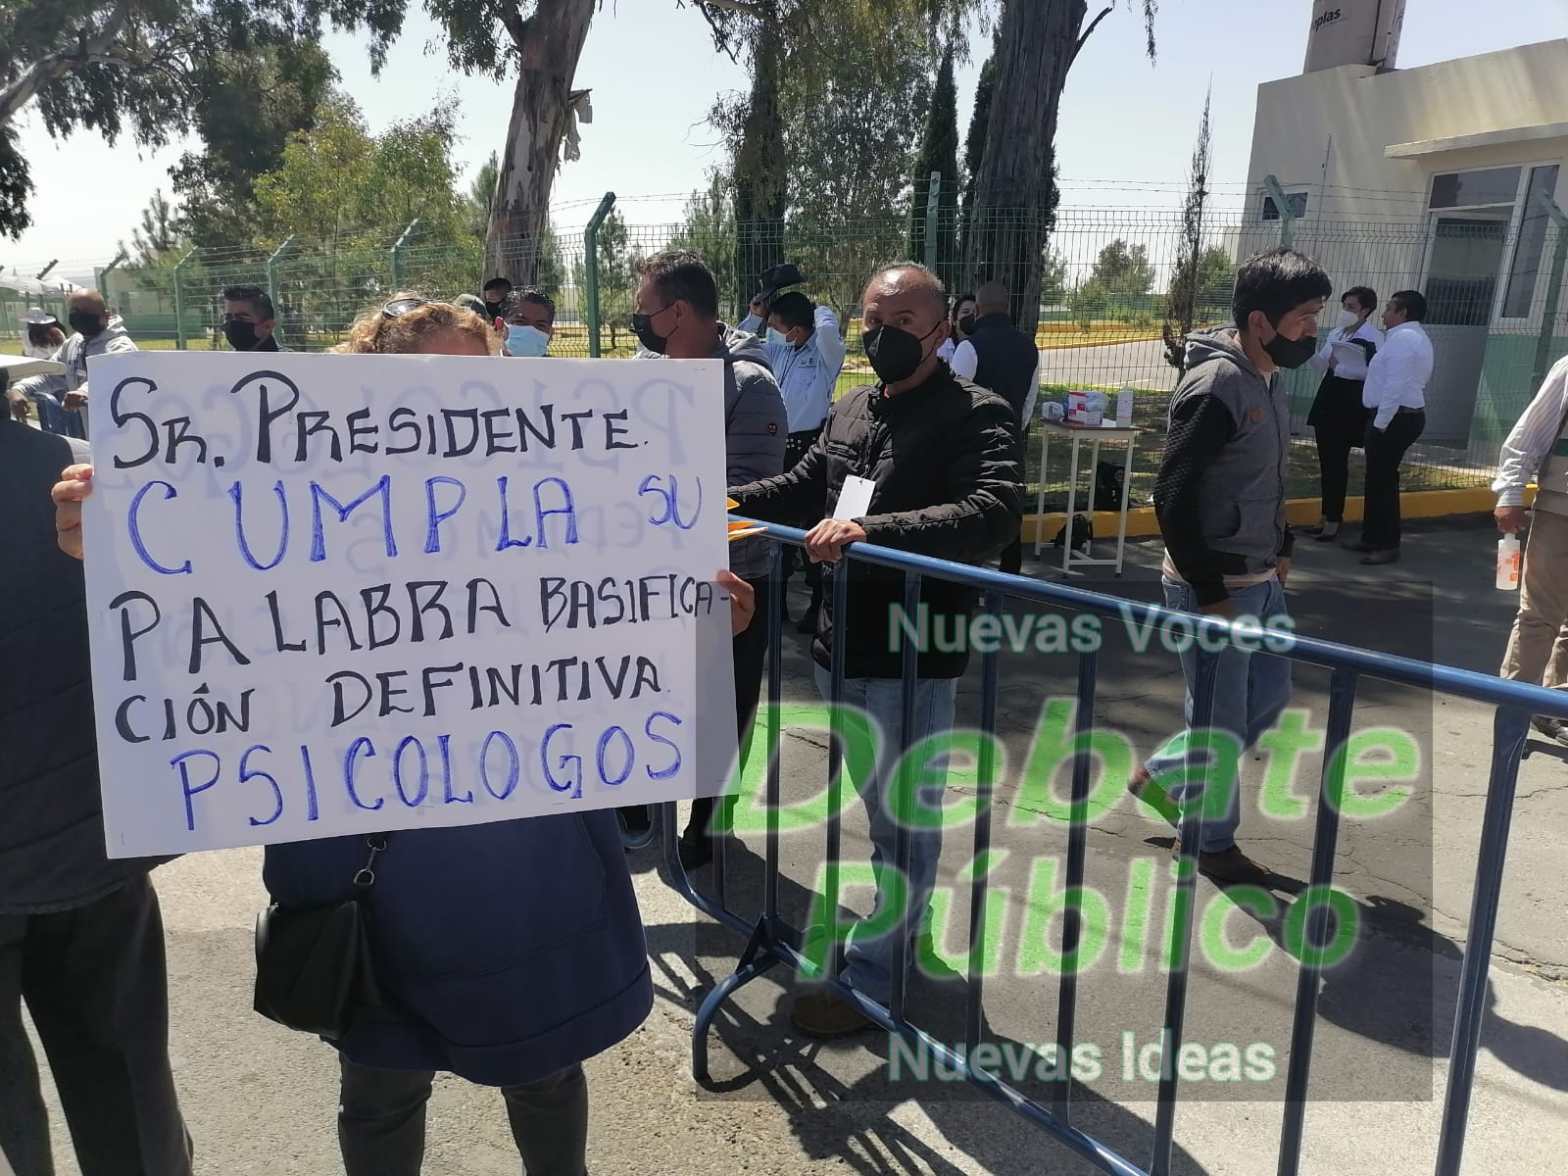 SR. PRESIDENTE.
CUMPLA SU
PALABRA BASIFICA-
CIÓN DEFINITIVA.
PSICOLOGOS
Nuevas Voces
Debate
Público
Nuevas Ideas